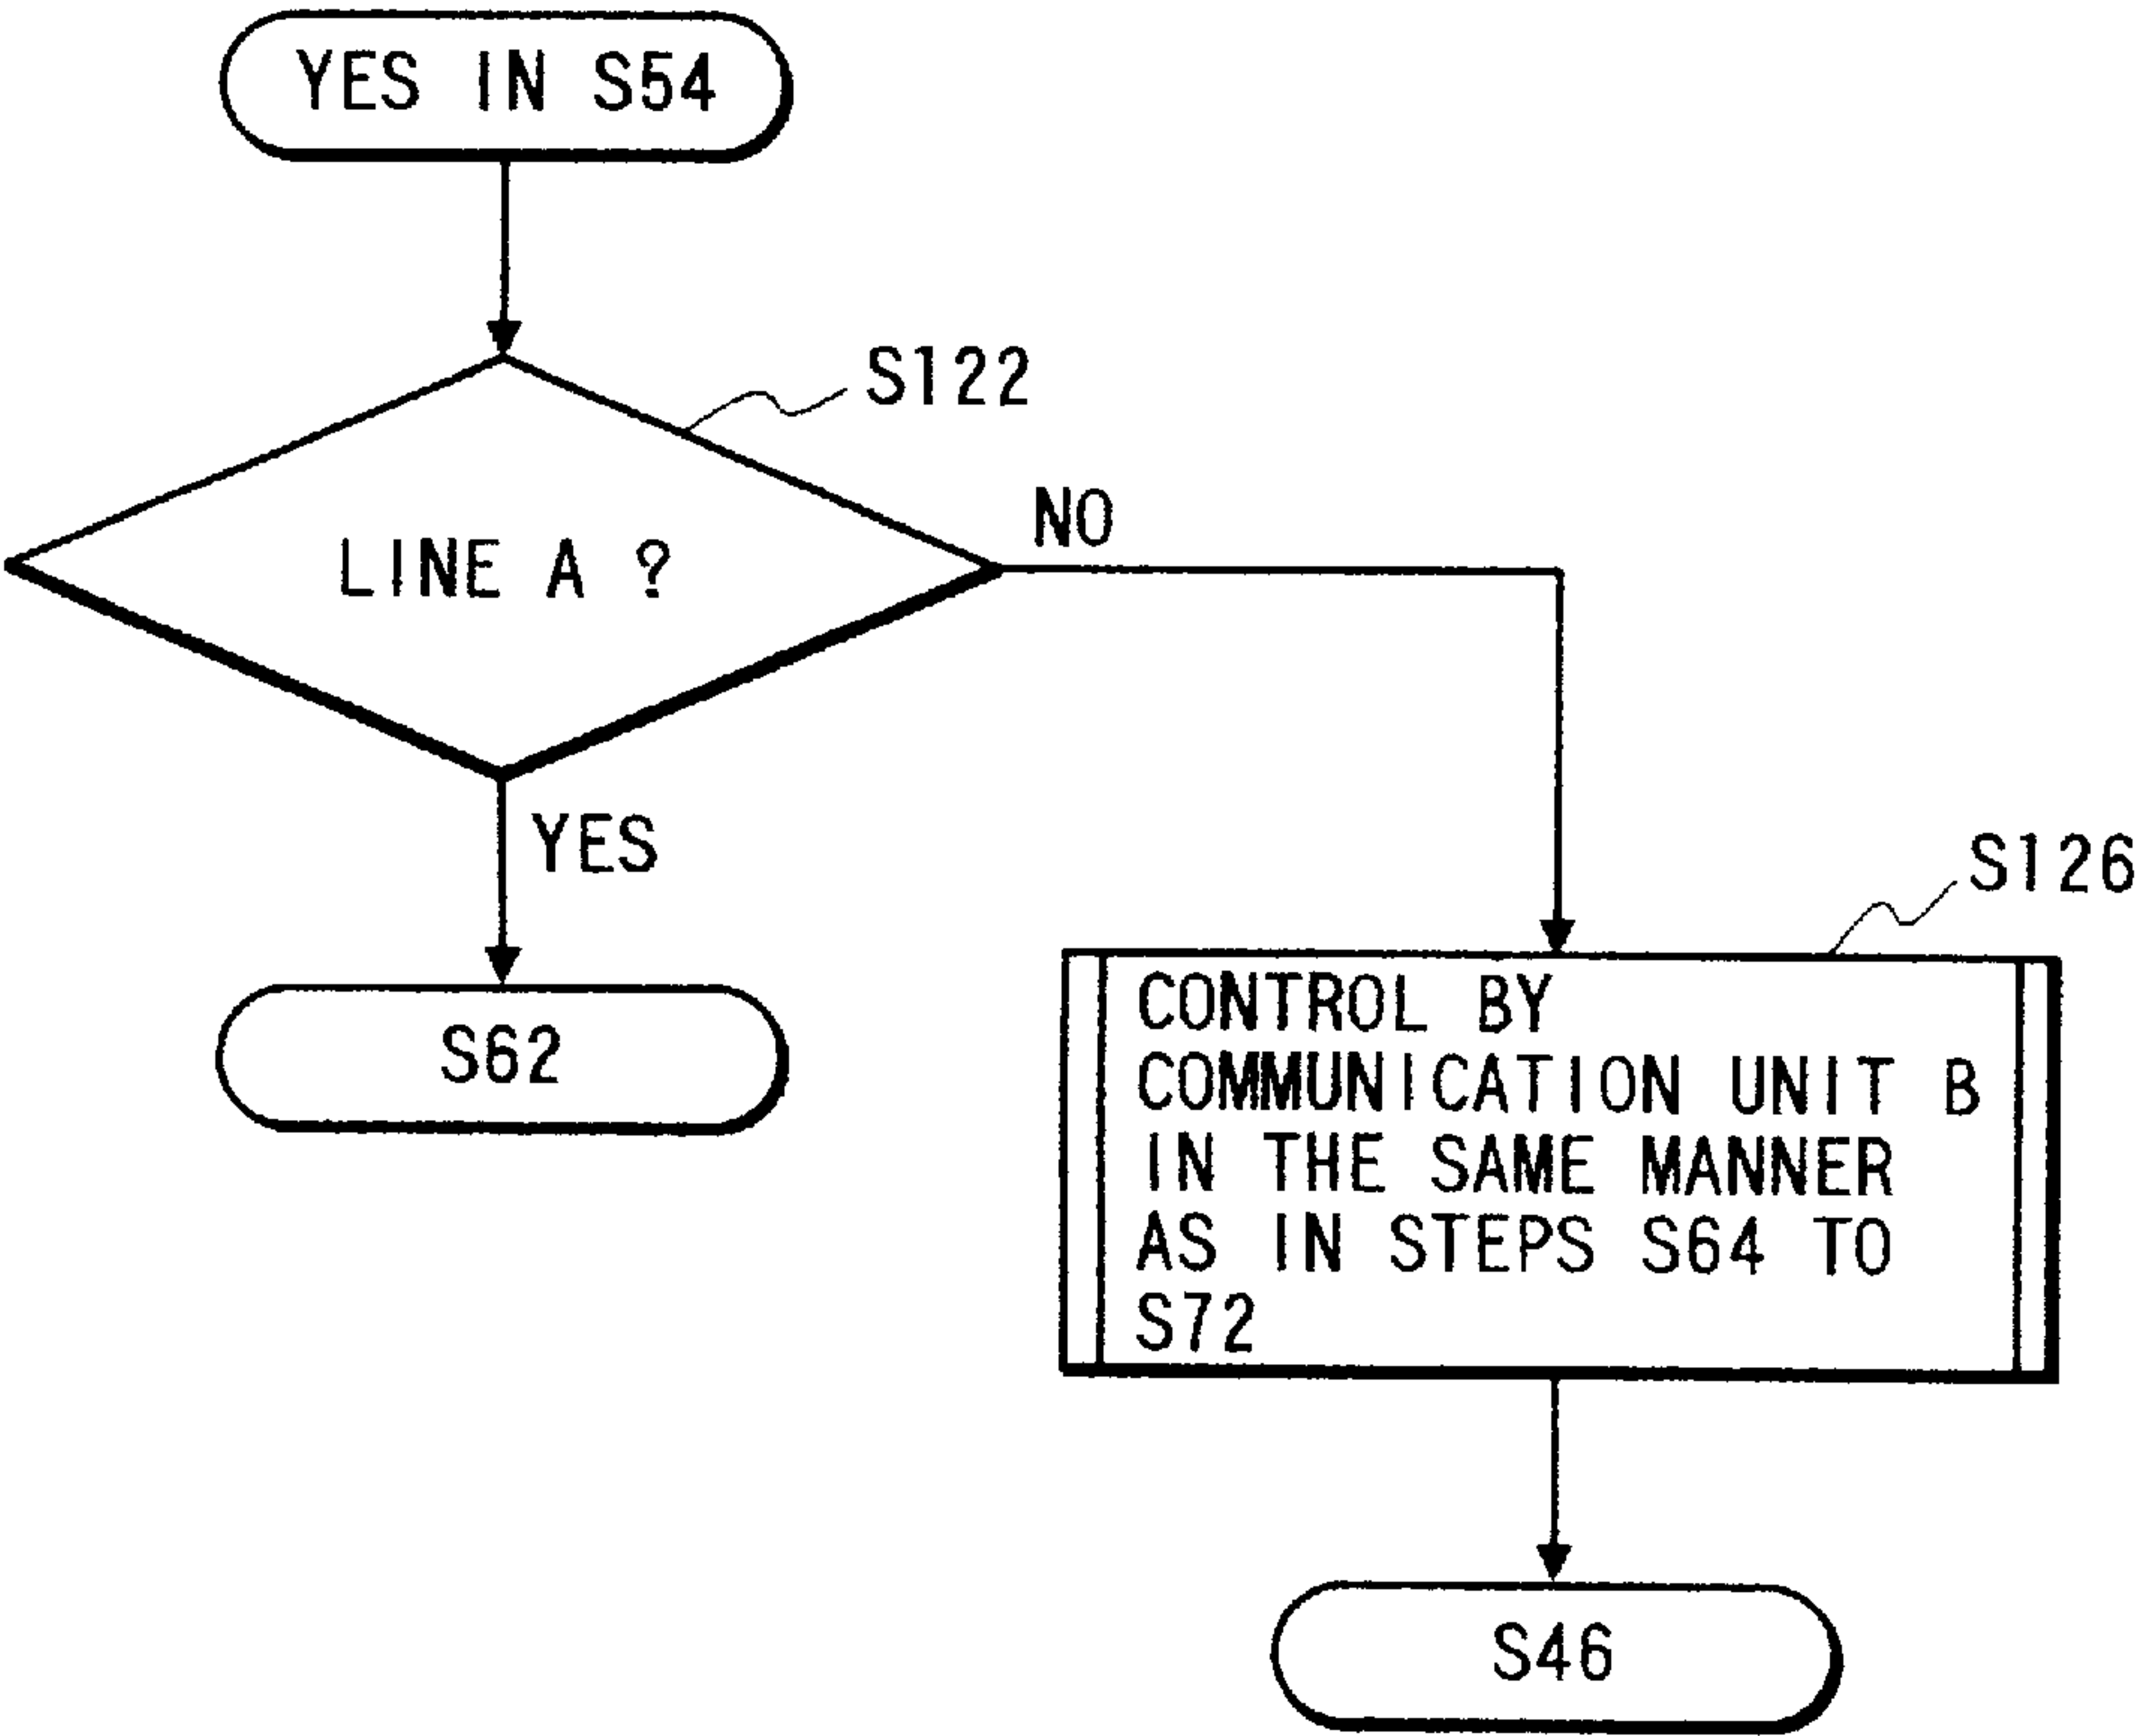 YES IN S54
S122
LINE A ?
NO
YES
S62
S126
CONTROL BY
COMMUNICATION UNIT B
IN THE SAME MANNER
AS IN STEPS S64 TO
S72
S46